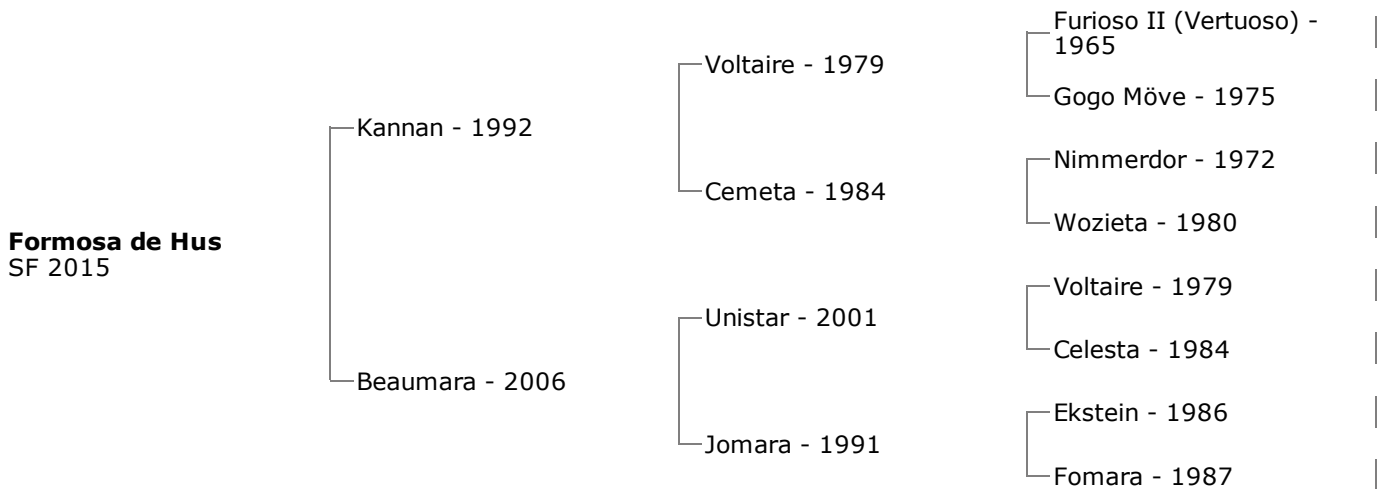 Formosa de Hus
SF 2015
Kannan - 1992
Beaumara - 2006
Voltaire - 1979
Cemeta - 1984
Unistar - 2001
Jomara - 1991
Furioso II (Vertuoso) -
1965
Gogo Möve - 1975
Nimmerdor - 1972
Wozieta - 1980
Voltaire - 1979
Celesta - 1984
Ekstein - 1986
Fomara - 1987